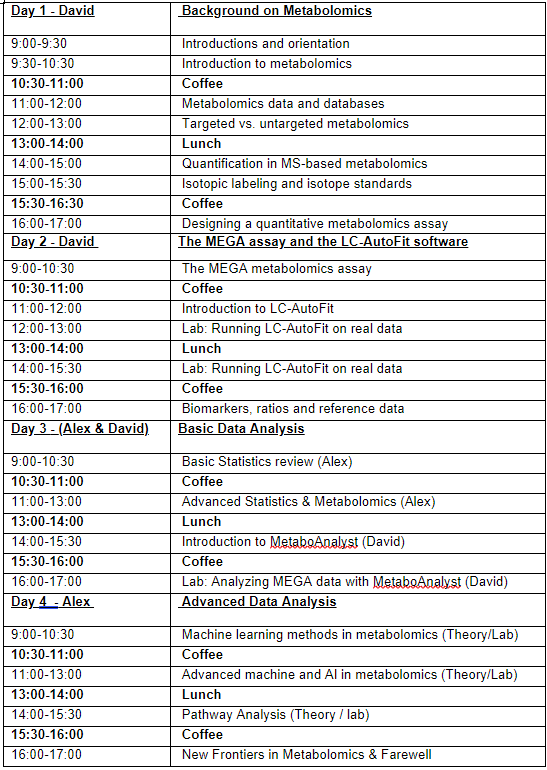 Day 1 - David Background on Metabolomics
9:00-9:30 Introductions and orientation
9:30-10:30 Introduction to metabolomics
10:30-11:00 Coffee
11:00-12:00 Metabolomics data and databases
12:00-13:00 Targeted vs. untargeted metabolomics
13:00-14:00 Lunch
14:00-15:00 Quantification in MS-based metabolomics
15:00-15:30 Isotopic labeling and isotope standards
15:30-16:30 Coffee
16:00-17:00 Designing a quantitative metabolomics assay
Day 2 - David The MEGA assay and the LC-AutoFit software
9:00-10:30 The MEGA metabolomics assay
10:30-11:00 Coffee
11:00-12:00 Introduction to LC-AutoFit
12:00-13:00 Lab: Running LC-AutoFit on real data
13:00-14:00 Lunch
14:00-15:30 Lab: Running LC-AutoFit on real data
15:30-16:00 Coffee
16:00-17:00 Biomarkers, ratios and reference data
Day 3 - (Alex & David) Basic Data Analysis
9:00-10:30 Basic Statistics review (Alex)
10:30-11:00 Coffee
11:00-13:00 Advanced Statistics & Metabolomics (Alex)
13:00-14:00 Lunch
14:00-15:30 Introduction to MetaboAnalyst (David)
15:30-16:00 Coffee
16:00-17:00 Lab: Analyzing MEGA data with MetaboAnalyst (David)
Day 4 - Alex Advanced Data Analysis
9:00-10:30 Machine learning methods in metabolomics (Theory/Lab)
10:30-11:00 Coffee
11:00-13:00 Advanced machine and AI in metabolomics (Theory/Lab)
13:00-14:00 Lunch
14:00-15:30 Pathway Analysis (Theory / lab)
15:30-16:00 Coffee
16:00-17:00 New Frontiers in Metabolomics & Farewell